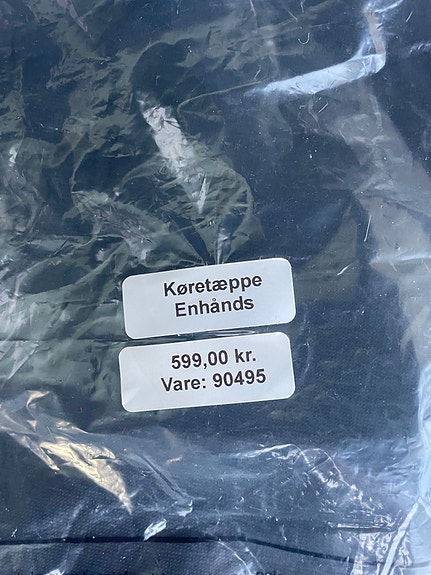 Køretæppe
Enhånds
599,00 kr.
Vare: 90495